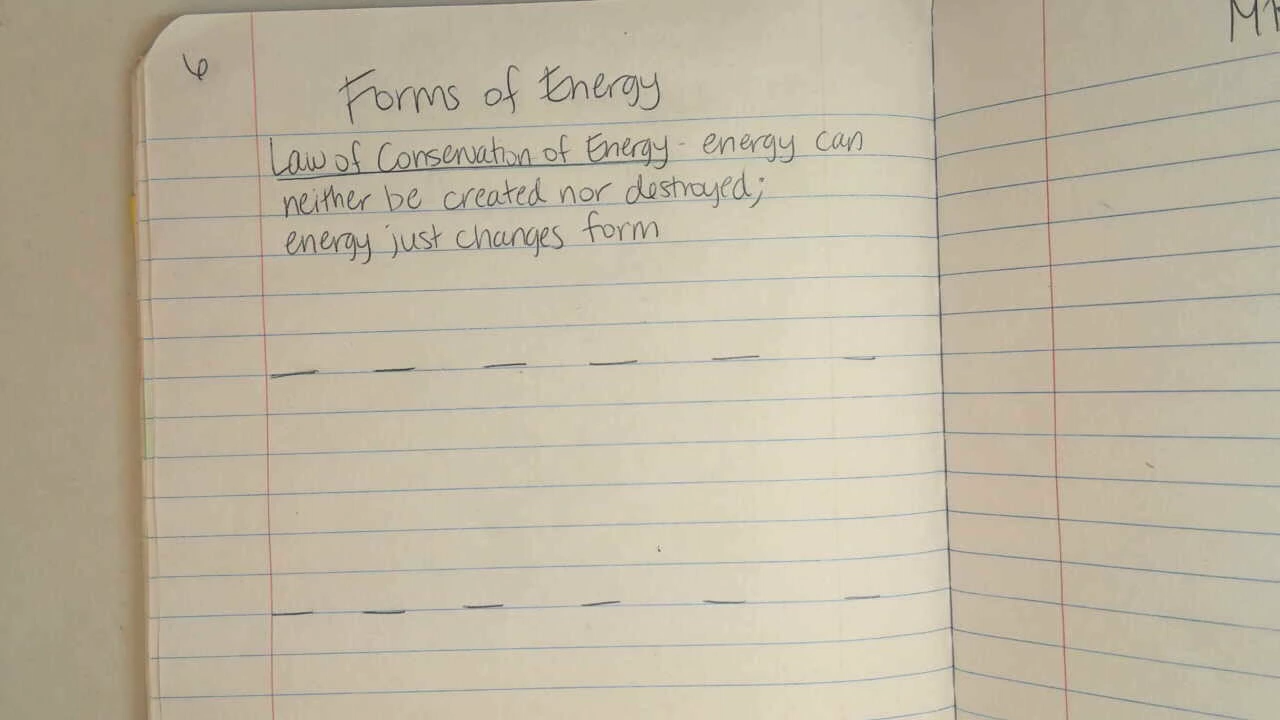 6
Forms of Energy
Law of Conservation of Energy - energy can
neither be created nor destroyed;
energy just changes form